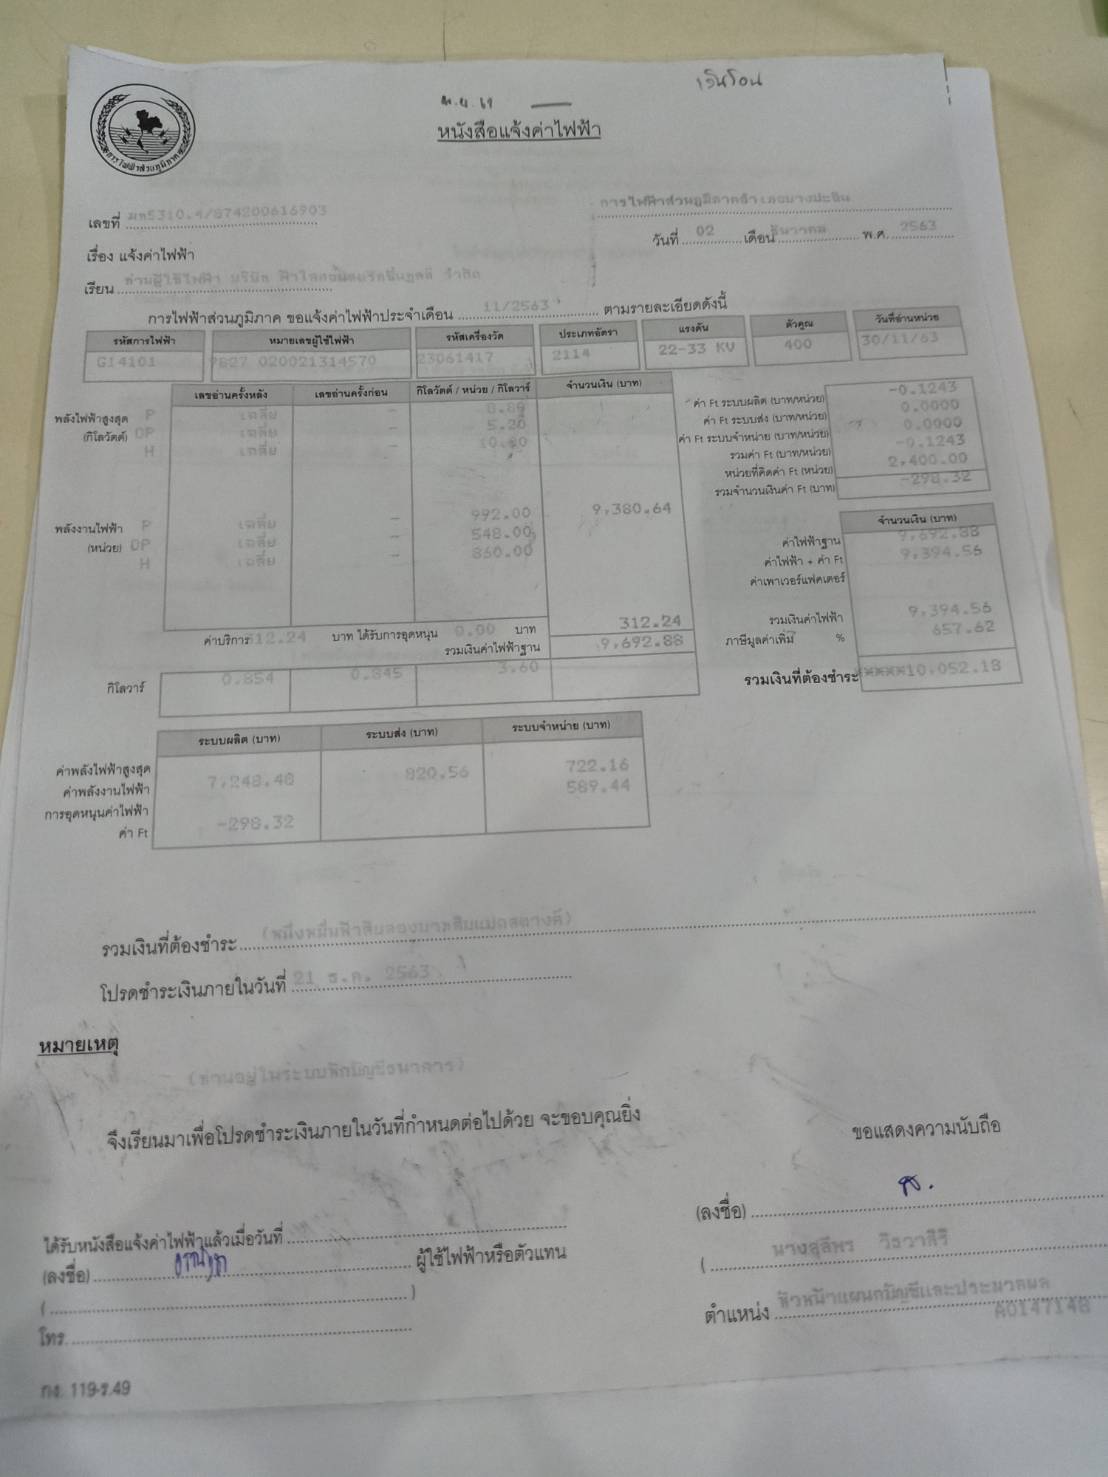 เงินโอน
หนังสือแจ้งค่าไฟฟ้า
การไฟฟ้าส่วนภูมิภาค
เลขที่ มท5310.4/874200616903
การไฟฟ้าส่วนภูมิภาคอำเภอบางปะอิน
วันที่ 02 เดือน ธันวาคม พ.ศ. 2563
เรื่อง แจ้งค่าไฟฟ้า
เรียน ท่านผู้ใช้ไฟฟ้า บริษัท จำกัด
การไฟฟ้าส่วนภูมิภาค ขอแจ้งค่าไฟฟ้าประจำเดือน 11/2563 ตามรายละเอียดดังนี้
รหัสการไฟฟ้า หมายเลขผู้ใช้ไฟฟ้า รหัสเครื่องวัด ประเภทอัตรา แรงดัน ตัวคูณ วันที่อ่านหน่วย
G14101 020021314570 23061417 2114 22-33 KV 400 30/11/63
เลขอ่านครั้งหลัง เลขอ่านครั้งก่อน กิโลวัตต์ / หน่วย / กิโลวาร์ จำนวนเงิน (บาท)
พลังไฟฟ้าสูงสุด P เฉลี่ย - 8.80
(กิโลวัตต์) OP เฉลี่ย - 5.20
H เฉลี่ย - 10.80
ค่า Ft ระบบผลิต (บาท/หน่วย) -0.1243
ค่า Ft ระบบส่ง (บาท/หน่วย) 0.0000
ค่า Ft ระบบจำหน่าย (บาท/หน่วย) 0.0000
รวมค่า Ft (บาท/หน่วย) -0.1243
หน่วยที่คิดค่า Ft (หน่วย) 2,400.00
รวมจำนวนเงินค่า Ft (บาท) -298.32
พลังงานไฟฟ้า P เฉลี่ย - 992.00 9,380.64
(หน่วย) OP เฉลี่ย - 548.00
H เฉลี่ย - 860.00
จำนวนเงิน (บาท)
ค่าไฟฟ้าฐาน 9,692.88
ค่าไฟฟ้า + ค่า Ft 9,394.56
ค่าเพาเวอร์แฟคเตอร์
รวมเงินค่าไฟฟ้า 9,394.56
ภาษีมูลค่าเพิ่ม % 657.62
รวมเงินที่ต้องชำระ *****10,052.18
ค่าบริการ 312.24 บาท ได้รับการอุดหนุน 0.00 บาท 312.24
รวมเงินค่าไฟฟ้าฐาน 9,692.88
กิโลวาร์ 0.854 0.845 3.60
ระบบผลิต (บาท) ระบบส่ง (บาท) ระบบจำหน่าย (บาท)
ค่าพลังไฟฟ้าสูงสุด 722.16
ค่าพลังงานไฟฟ้า 7,248.48 820.56 589.44
การอุดหนุนค่าไฟฟ้า
ค่า Ft -298.32
รวมเงินที่ต้องชำระ (หนึ่งหมื่นห้าสิบสองบาทสิบแปดสตางค์)
โปรดชำระเงินภายในวันที่ 21 ธ.ค. 2563
หมายเหตุ
(ท่านอยู่ในระบบหักบัญชีธนาคาร)
จึงเรียนมาเพื่อโปรดชำระเงินภายในวันที่กำหนดต่อไปด้วย จะขอบคุณยิ่ง
ขอแสดงความนับถือ
(ลงชื่อ)
ได้รับหนังสือแจ้งค่าไฟฟ้าแล้วเมื่อวันที่
(ลงชื่อ) ผู้ใช้ไฟฟ้าหรือตัวแทน
( )
โทร.
( นางสุลีพร วิธวาสิริ
ตำแหน่ง หัวหน้าแผนกบัญชีและประมวลผล
A0147148
กง. 119-ร.49